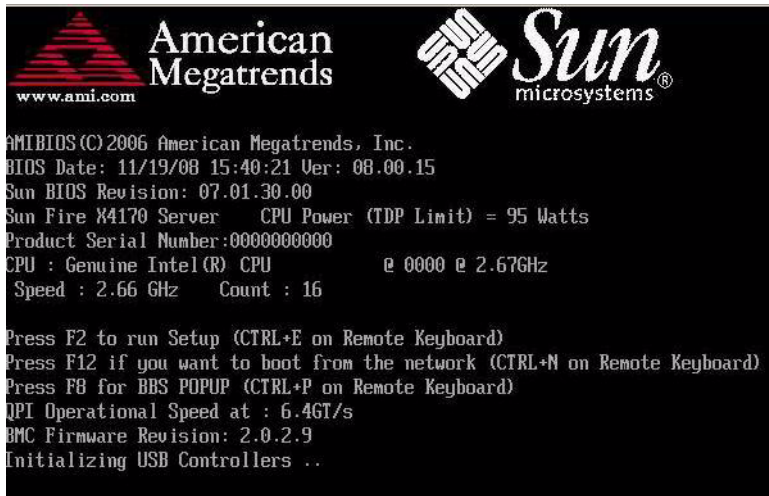 American
Megatrends
www.ami.com
Sun®
microsystems
AMIBIOS(C)2006 American Megatrends, Inc.
BIOS Date: 11/19/08 15:40:21 Ver: 08.00.15
Sun BIOS Revision: 07.01.30.00
Sun Fire X4170 Server    CPU Power (TDP Limit) = 95 Watts
Product Serial Number:0000000000
CPU : Genuine Intel(R) CPU           @ 0000 @ 2.67GHz
 Speed : 2.66 GHz    Count : 16
Press F2 to run Setup (CTRL+E on Remote Keyboard)
Press F12 if you want to boot from the network (CTRL+N on Remote Keyboard)
Press F8 for BBS POPUP (CTRL+P on Remote Keyboard)
QPI Operational Speed at : 6.4GT/s
BMC Firmware Revision: 2.0.2.9
Initializing USB Controllers ..